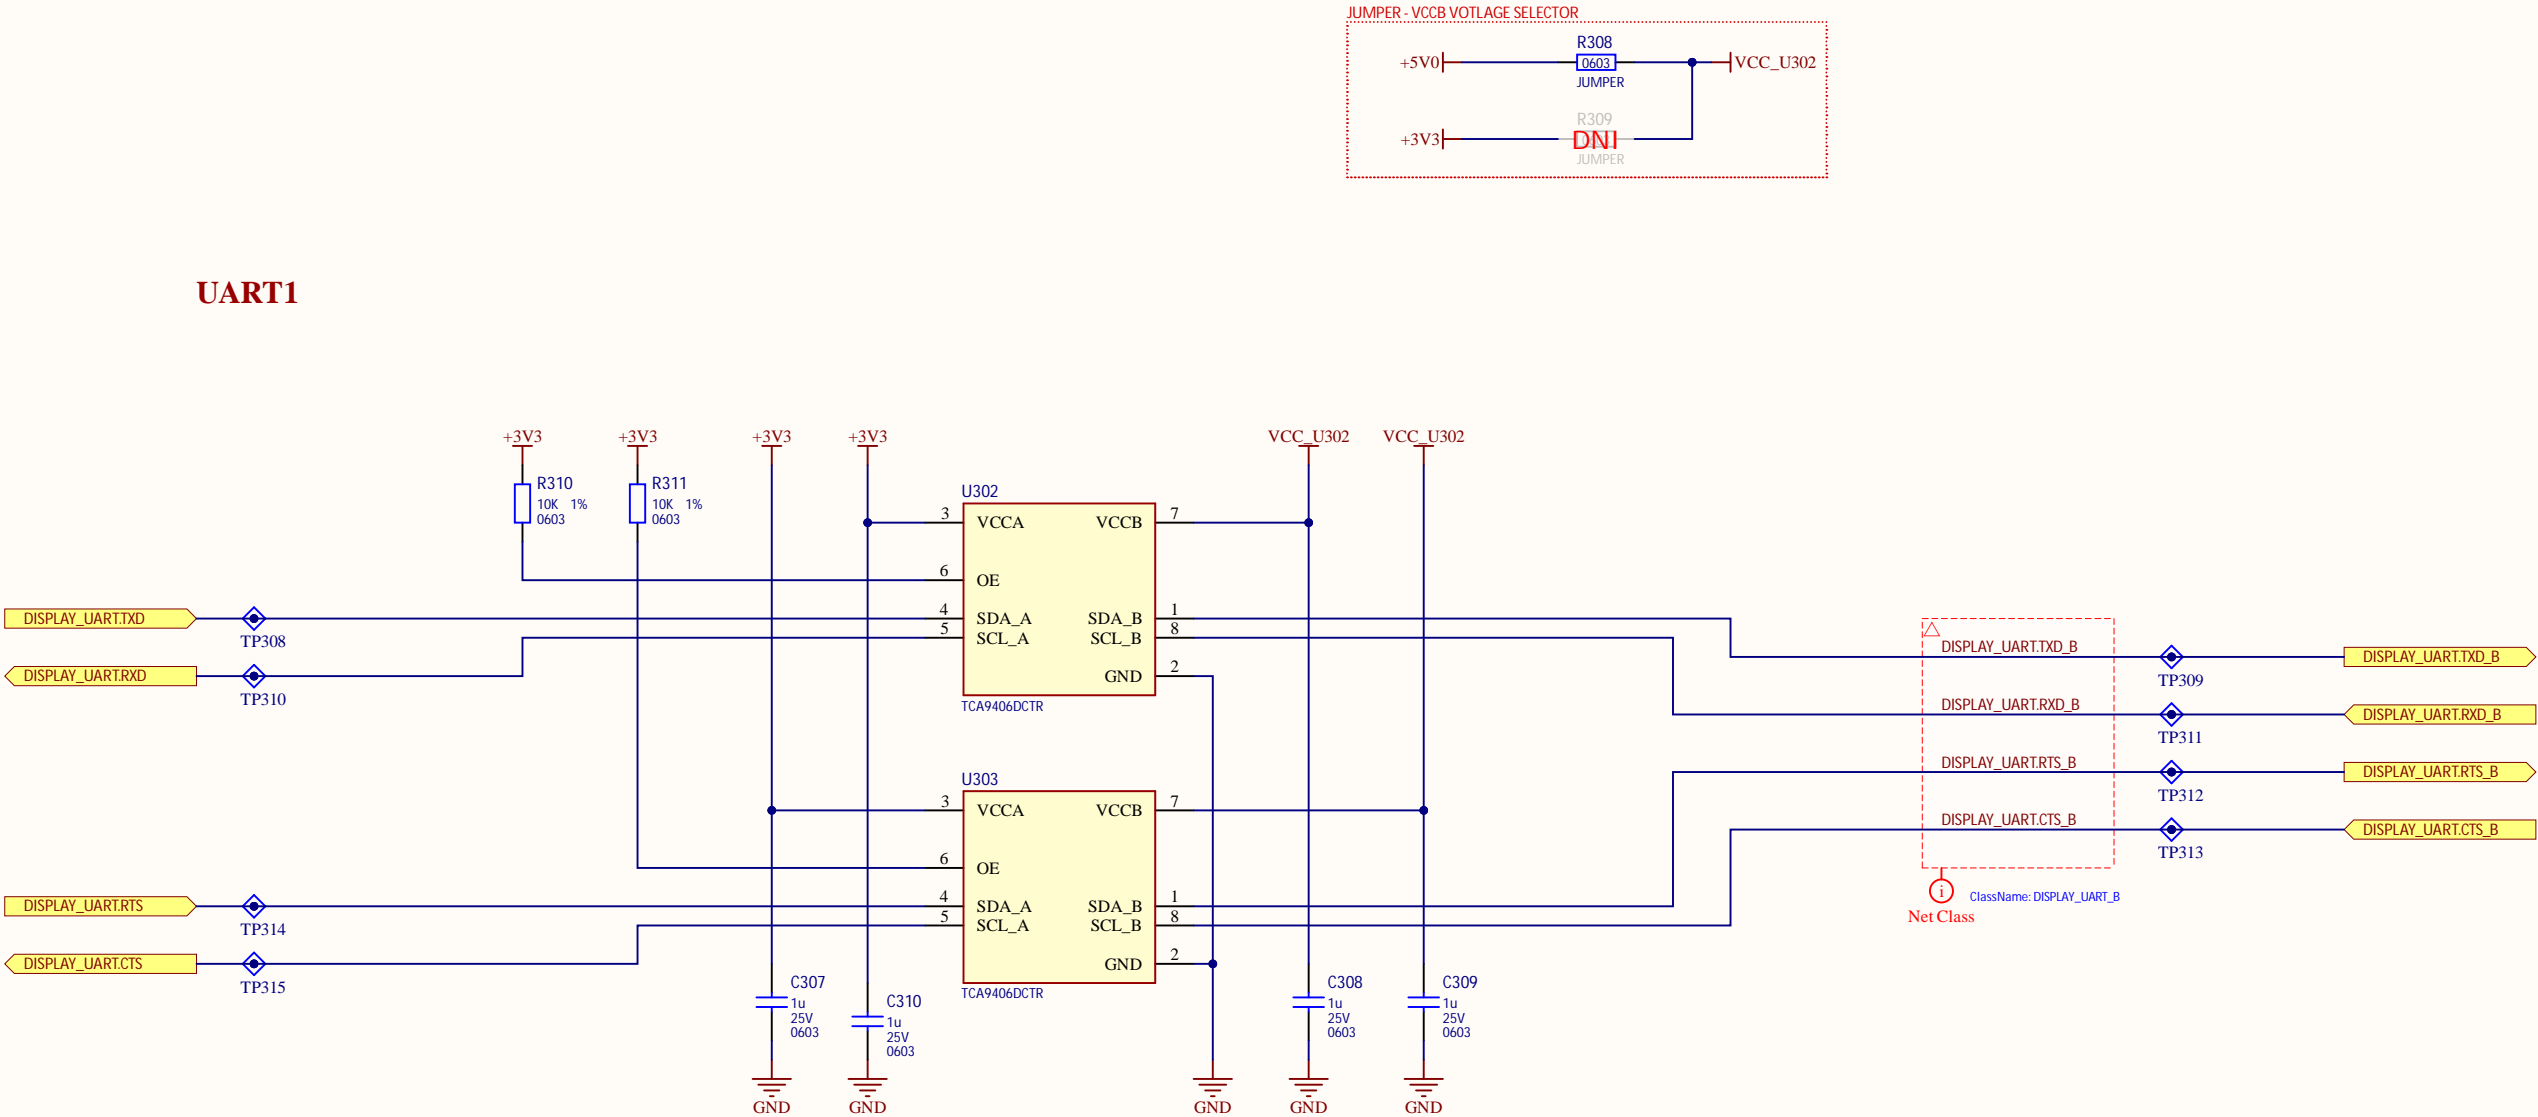 JUMPER - VCCB VOTLAGE SELECTOR
R308
+5V0
0603
VCC_U302
JUMPER
R309
+3V3
DNI
JUMPER
UART1
+3V3
+3V3
+3V3
+3V3
VCC_U302
VCC_U302
R310
10K 1%
0603
R311
10K 1%
0603
U302
3 VCCA VCCB 7
6 OE
4 SDA_A SDA_B 1
5 SCL_A SCL_B 8
GND 2
TCA9406DCTR
DISPLAY_UART.TXD
TP308
DISPLAY_UART.RXD
TP310
DISPLAY_UART.TXD_B
TP309
DISPLAY_UART.TXD_B
DISPLAY_UART.RXD_B
TP311
DISPLAY_UART.RXD_B
DISPLAY_UART.RTS_B
TP312
DISPLAY_UART.RTS_B
DISPLAY_UART.CTS_B
TP313
DISPLAY_UART.CTS_B
i
ClassName: DISPLAY_UART_B
Net Class
U303
3 VCCA VCCB 7
6 OE
4 SDA_A SDA_B 1
5 SCL_A SCL_B 8
GND 2
TCA9406DCTR
DISPLAY_UART.RTS
TP314
DISPLAY_UART.CTS
TP315
C307
1u
25V
0603
C310
1u
25V
0603
C308
1u
25V
0603
C309
1u
25V
0603
GND
GND
GND
GND
GND